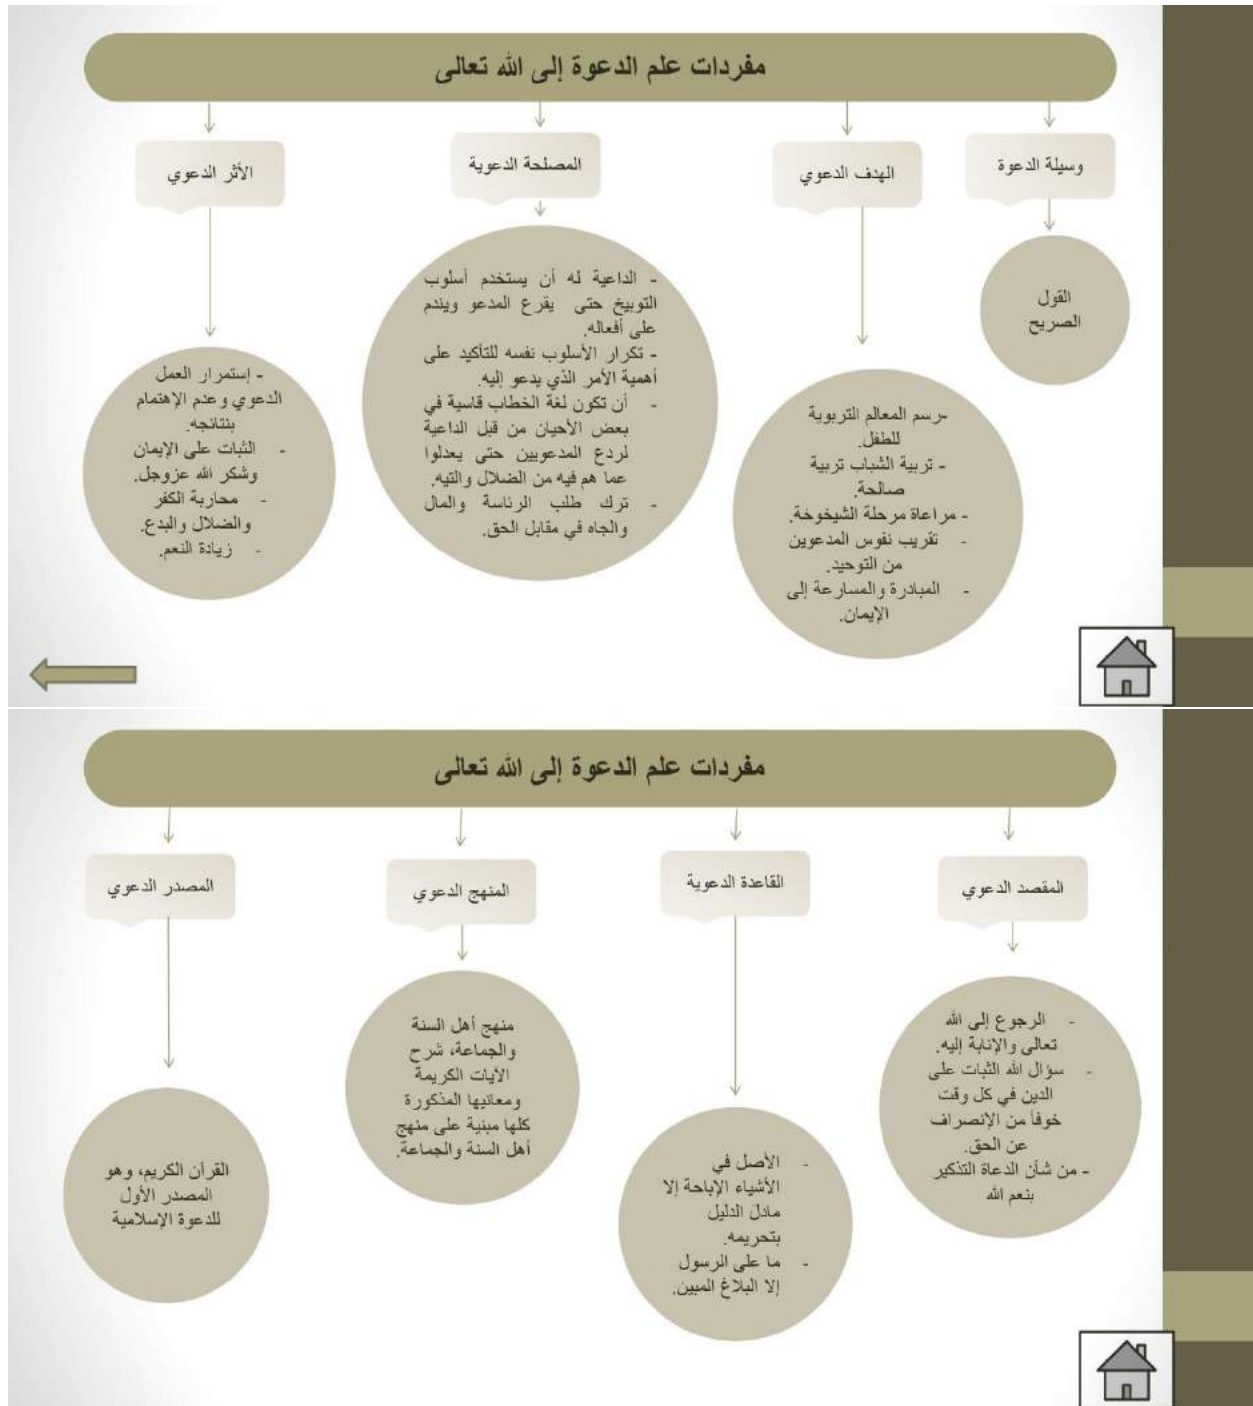 مفردات علم الدعوة إلى الله تعالى
وسيلة الدعوة
القول
الصريح
الهدف الدعوي
-رسم المعالم التربوية
للطفل.
- تربية الشباب تربية
صالحة.
- مراعاة مرحلة الشيخوخة.
- تقريب نفوس المدعوين
من التوحيد.
- المبادرة والمسارعة إلى
الإيمان.
المصلحة الدعوية
- الداعية له أن يستخدم أسلوب
التوبيخ حتى يقرع المدعو ويندم
على أفعاله.
- تكرار الأسلوب نفسه للتأكيد على
أهمية الأمر الذي يدعو إليه.
- أن تكون لغة الخطاب قاسية في
بعض الأحيان من قبل الداعية
لردع المدعويين حتى يعدلوا
عما هم فيه من الضلال والتيه.
- ترك طلب الرئاسة والمال
والجاه في مقابل الحق.
الأثر الدعوي
- إستمرار العمل
الدعوي وعدم الإهتمام
بنتائجه.
- الثبات على الإيمان
وشكر الله عزوجل.
- محاربة الكفر
والضلال والبدع.
- زيادة النعم.
مفردات علم الدعوة إلى الله تعالى
المقصد الدعوي
- الرجوع إلى الله
تعالى والإنابة إليه.
- سؤال الله الثبات على
الدين في كل وقت
خوفاً من الإنصراف
عن الحق.
- من شأن الدعاة التذكير
بنعم الله
القاعدة الدعوية
- الأصل في
الأشياء الإباحة إلا
مادلَ الدليل
بتحريمه.
- ما على الرسول
إلا البلاغ المبين.
المنهج الدعوي
منهج أهل السنة
والجماعة، شرح
الآيات الكريمة
ومعانيها المذكورة
كلها مبنية على منهج
أهل السنة والجماعة.
المصدر الدعوي
القرآن الكريم، وهو
المصدر الأول
للدعوة الإسلامية